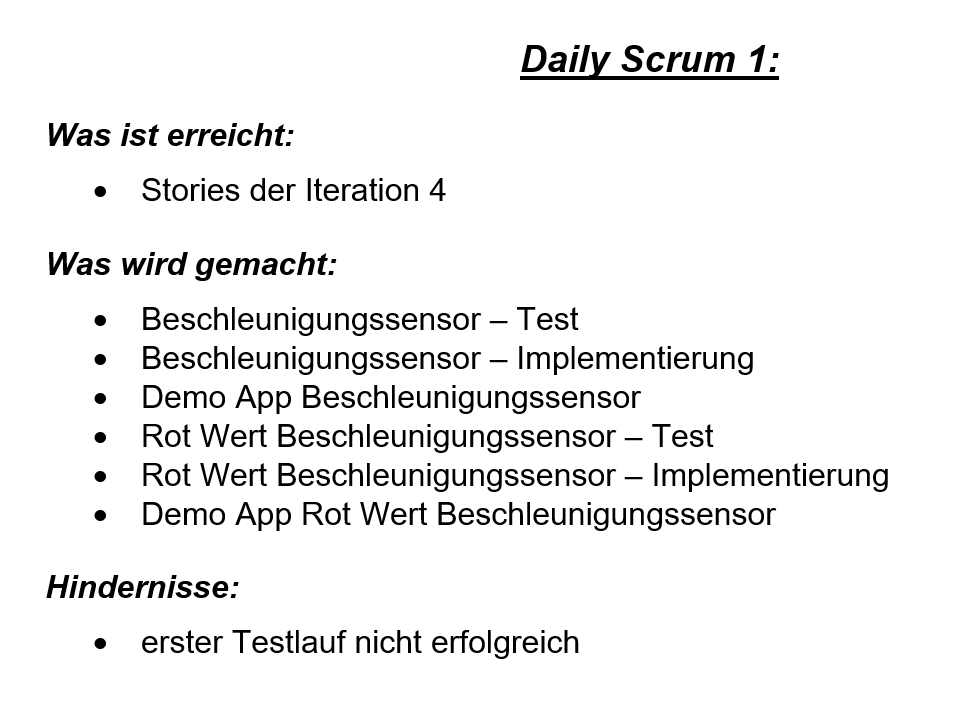 Daily Scrum 1:
Was ist erreicht:
• Stories der Iteration 4
Was wird gemacht:
• Beschleunigungssensor – Test
• Beschleunigungssensor – Implementierung
• Demo App Beschleunigungssensor
• Rot Wert Beschleunigungssensor – Test
• Rot Wert Beschleunigungssensor – Implementierung
• Demo App Rot Wert Beschleunigungssensor
Hindernisse:
• erster Testlauf nicht erfolgreich